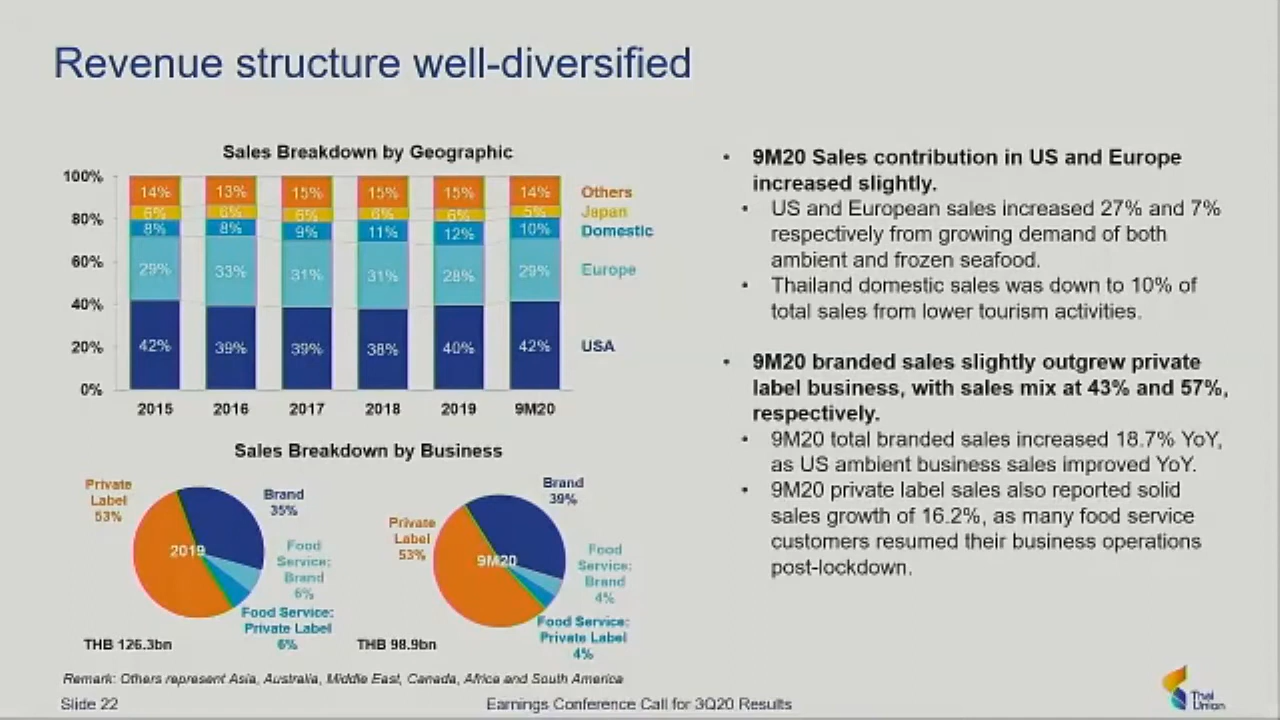 Revenue structure well-diversified
Sales Breakdown by Geographic
100%
80%
60%
40%
20%
0%
14% 13% 15% 15% 15% 14%
6% 6% 6% 6% 6% 5%
8% 8% 9% 11% 12% 10%
29% 33% 31% 31% 28% 29%
42% 39% 39% 38% 40% 42%
Others
Japan
Domestic
Europe
USA
2015 2016 2017 2018 2019 9M20
Sales Breakdown by Business
Private
Label
53%
2019
Brand
35%
Food
Service:
Brand
6%
Food Service:
Private Label
6%
THB 126.3bn
Private
Label
53%
9M20
Brand
39%
Food
Service:
Brand
4%
Food Service:
Private Label
4%
THB 98.9bn
Remark: Others represent Asia, Australia, Middle East, Canada, Africa and South America
• 9M20 Sales contribution in US and Europe
increased slightly.
• US and European sales increased 27% and 7%
respectively from growing demand of both
ambient and frozen seafood.
• Thailand domestic sales was down to 10% of
total sales from lower tourism activities.
• 9M20 branded sales slightly outgrew private
label business, with sales mix at 43% and 57%,
respectively.
• 9M20 total branded sales increased 18.7% YoY,
as US ambient business sales improved YoY.
• 9M20 private label sales also reported solid
sales growth of 16.2%, as many food service
customers resumed their business operations
post-lockdown.
Slide 22
Earnings Conference Call for 3Q20 Results
Thai
Union